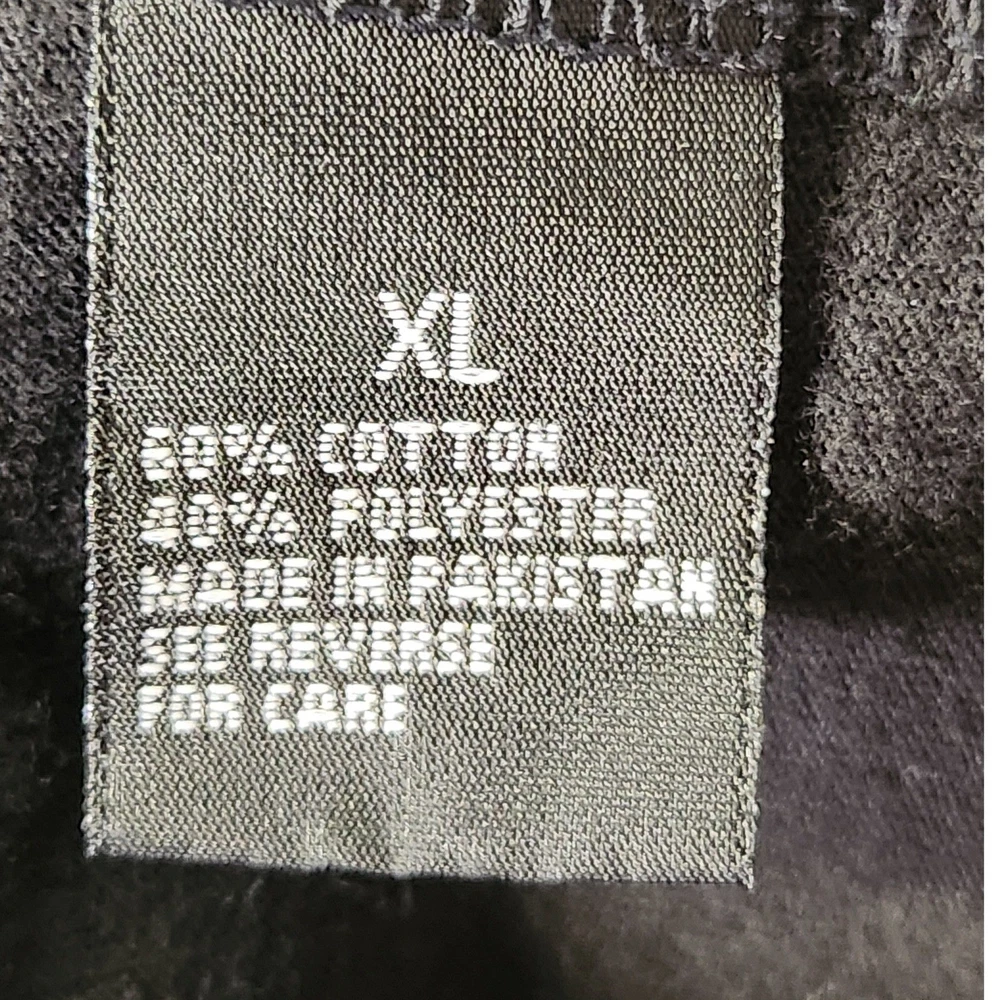 XL
60% COTTON
40% POLYESTER
MADE IN PAKISTAN
SEE REVERSE
FOR CARE